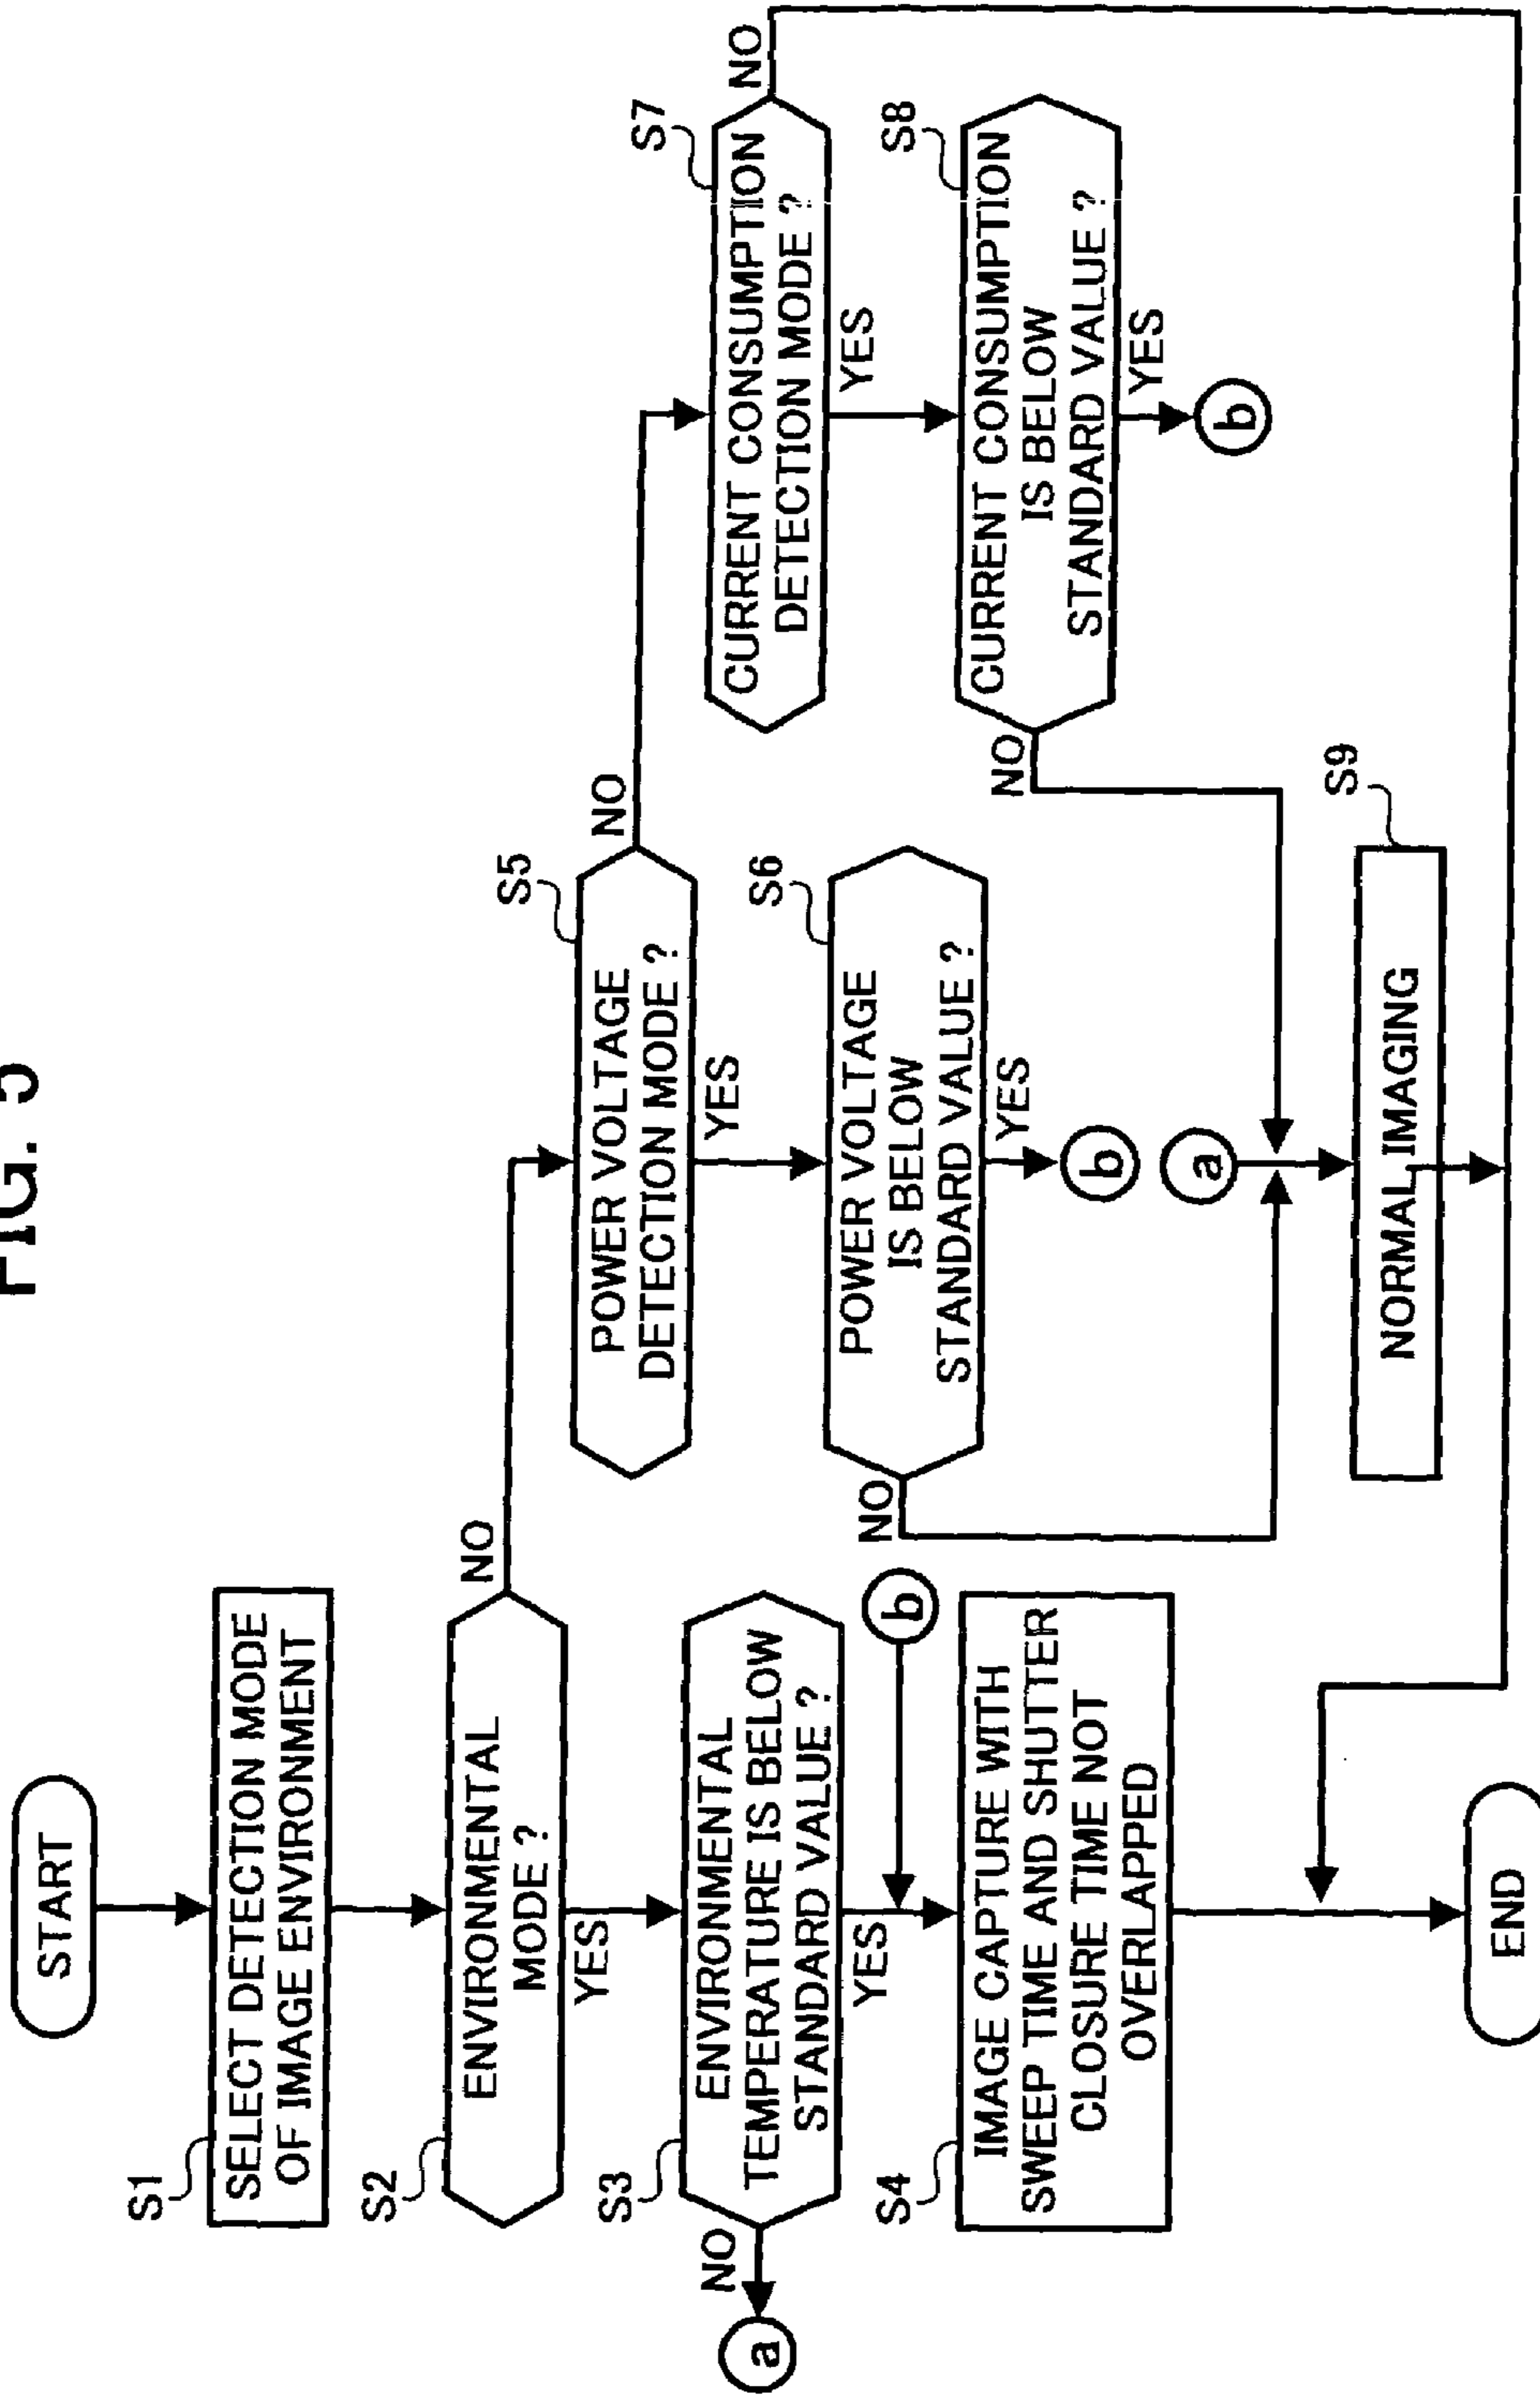 FIG. 5
START
S1
SELECT DETECTION MODE
OF IMAGE ENVIRONMENT
S2
ENVIRONMENTAL
MODE ?
NO
YES
S3
ENVIRONMENTAL
TEMPERATURE IS BELOW
STANDARD VALUE ?
NO
a
YES
b
S4
IMAGE CAPTURE WITH
SWEEP TIME AND SHUTTER
CLOSURE TIME NOT
OVERLAPPED
END
S5
POWER VOLTAGE
DETECTION MODE ?
NO
YES
S6
POWER VOLTAGE
IS BELOW
STANDARD VALUE ?
NO
YES
b
a
S9
NORMAL IMAGING
S7
CURRENT CONSUMPTION
DETECTION MODE ?
NO
YES
S8
CURRENT CONSUMPTION
IS BELOW
STANDARD VALUE ?
NO
YES
b